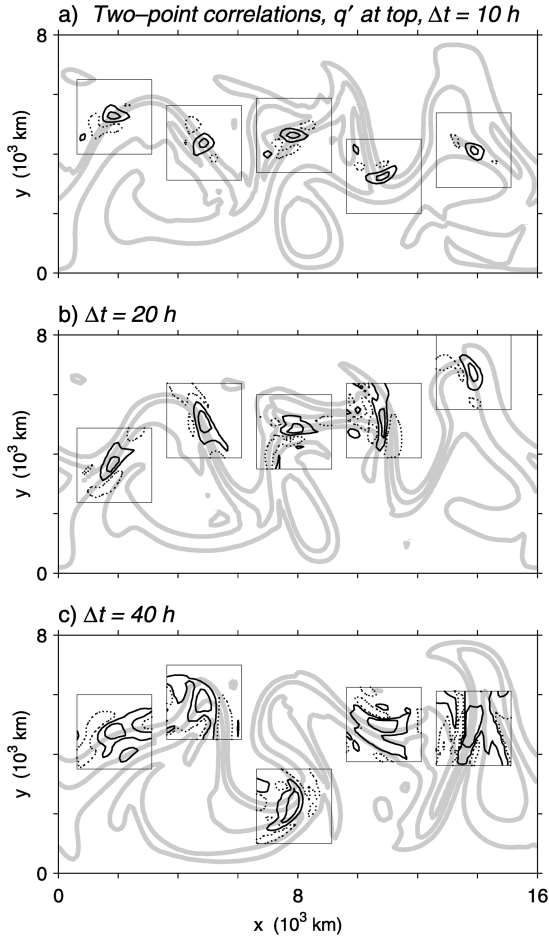 a) Two–point correlations, q′ at top, Δt = 10 h
8
y (10³ km)
0
b) Δt = 20 h
8
y (10³ km)
0
c) Δt = 40 h
8
y (10³ km)
0
0 8 16
x (10³ km)